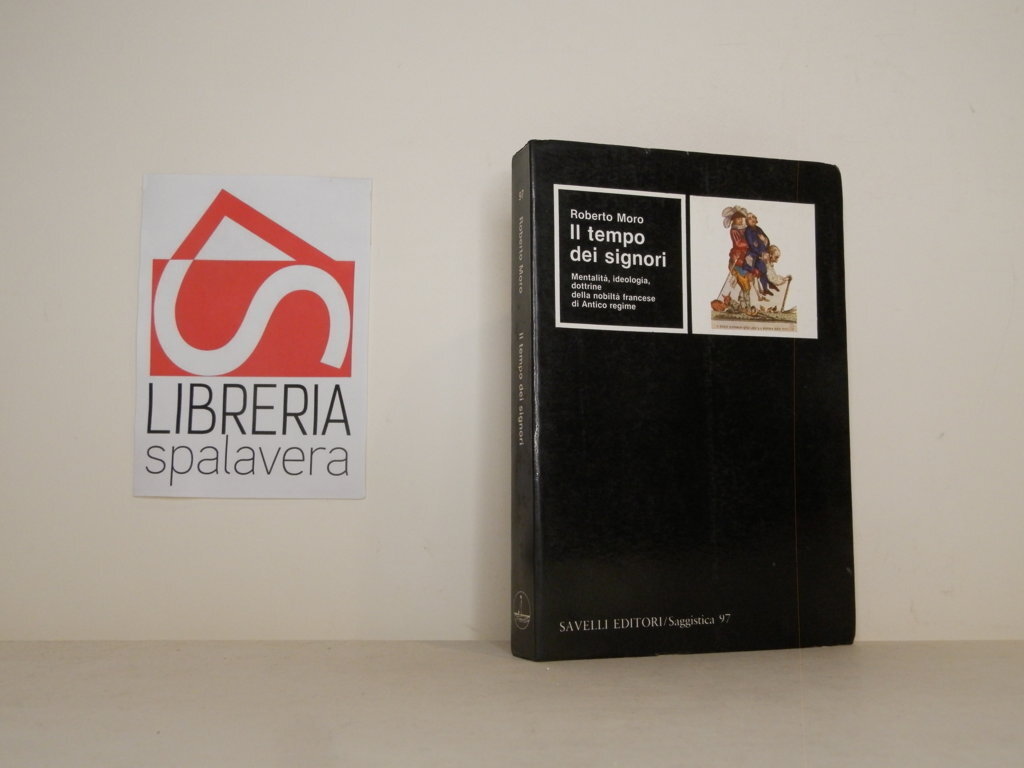 LIBRERIA
spalavera
Roberto Moro
Il tempo
dei signori
Mentalità, ideologia,
dottrine
della nobiltà francese
di Antico regime
SAVELLI EDITORI/Saggistica 97
Roberto Moro Il tempo dei signori